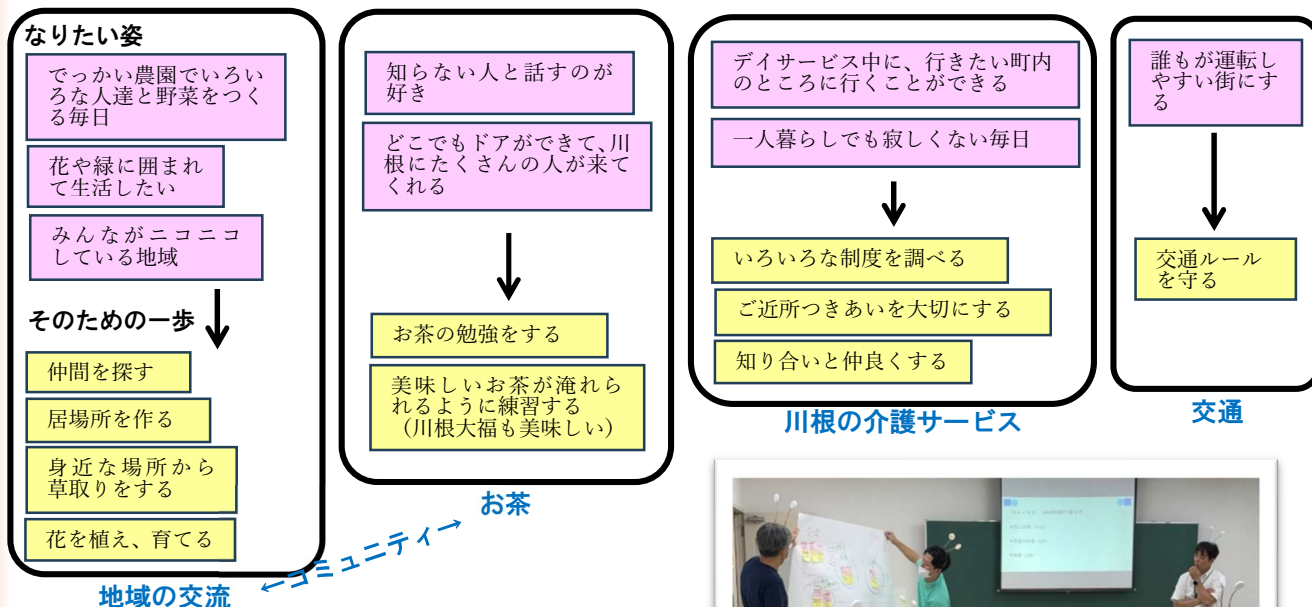 なりたい姿
でっかい農園でいろい
ろな人達と野菜をつく
る毎日
花や緑に囲まれ
て生活したい
みんながニコニコ
している地域
そのための一歩
仲間を探す
居場所を作る
身近な場所から
草取りをする
花を植え、育てる
地域の交流
←コミュニティ→
知らない人と話すのが
好き
どこでもドアができて、川
根にたくさんの人が来て
くれる
お茶の勉強をする
美味しいお茶が淹れら
れるように練習する
（川根大福も美味しい）
お茶
デイサービス中に、行きたい町内
のところに行くことができる
一人暮らしでも寂しくない毎日
いろいろな制度を調べる
ご近所つきあいを大切にする
知り合いと仲良くする
川根の介護サービス
誰もが運転し
やすい街にす
る
交通ルール
を守る
交通